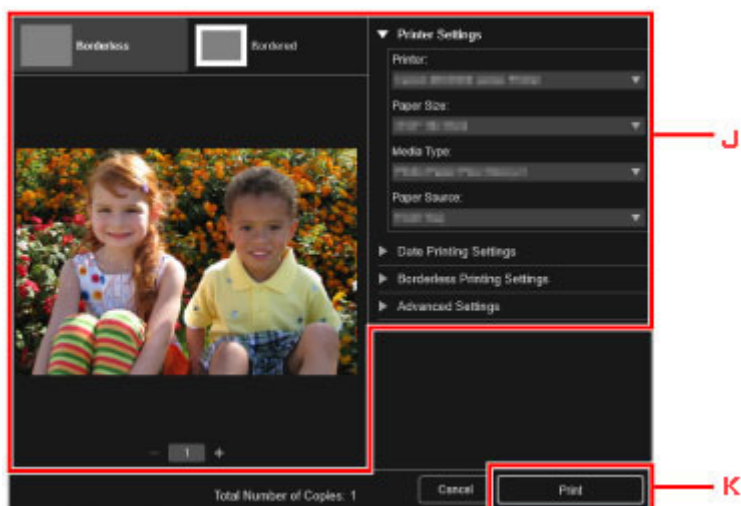 Borderless
Bordered
Printer Settings
Printer:
Paper Size:
Media Type:
Paper Source:
Date Printing Settings
Borderless Printing Settings
Advanced Settings
1
Total Number of Copies: 1
Cancel
Print
J
K